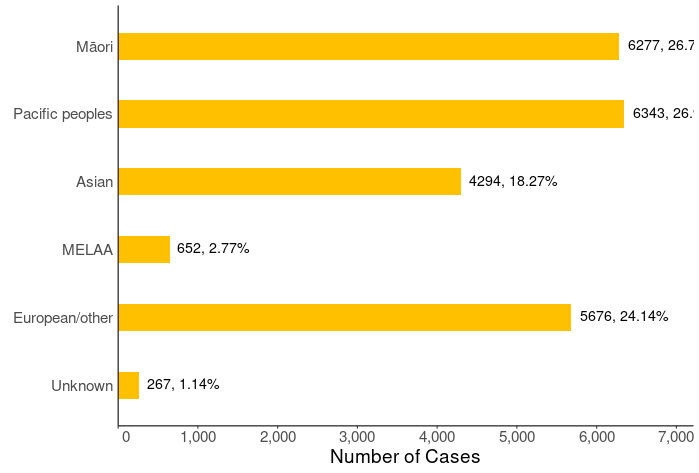 Māori 6277, 26.7
Pacific peoples 6343, 26.
Asian 4294, 18.27%
MELAA 652, 2.77%
European/other 5676, 24.14%
Unknown 267, 1.14%
0 1,000 2,000 3,000 4,000 5,000 6,000 7,000
Number of Cases